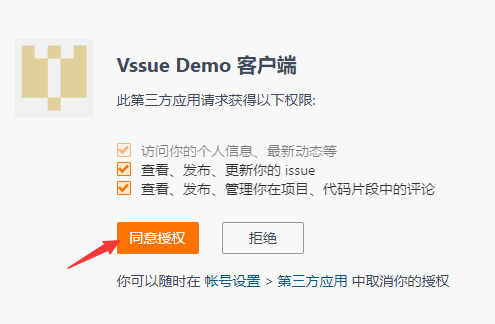 Vssue Demo 客户端
此第三方应用请求获得以下权限:
访问你的个人信息、最新动态等
查看、发布、更新你的 issue
查看、发布、管理你在项目、代码片段中的评论
同意授权 拒绝
你可以随时在 帐号设置 > 第三方应用 中取消你的授权